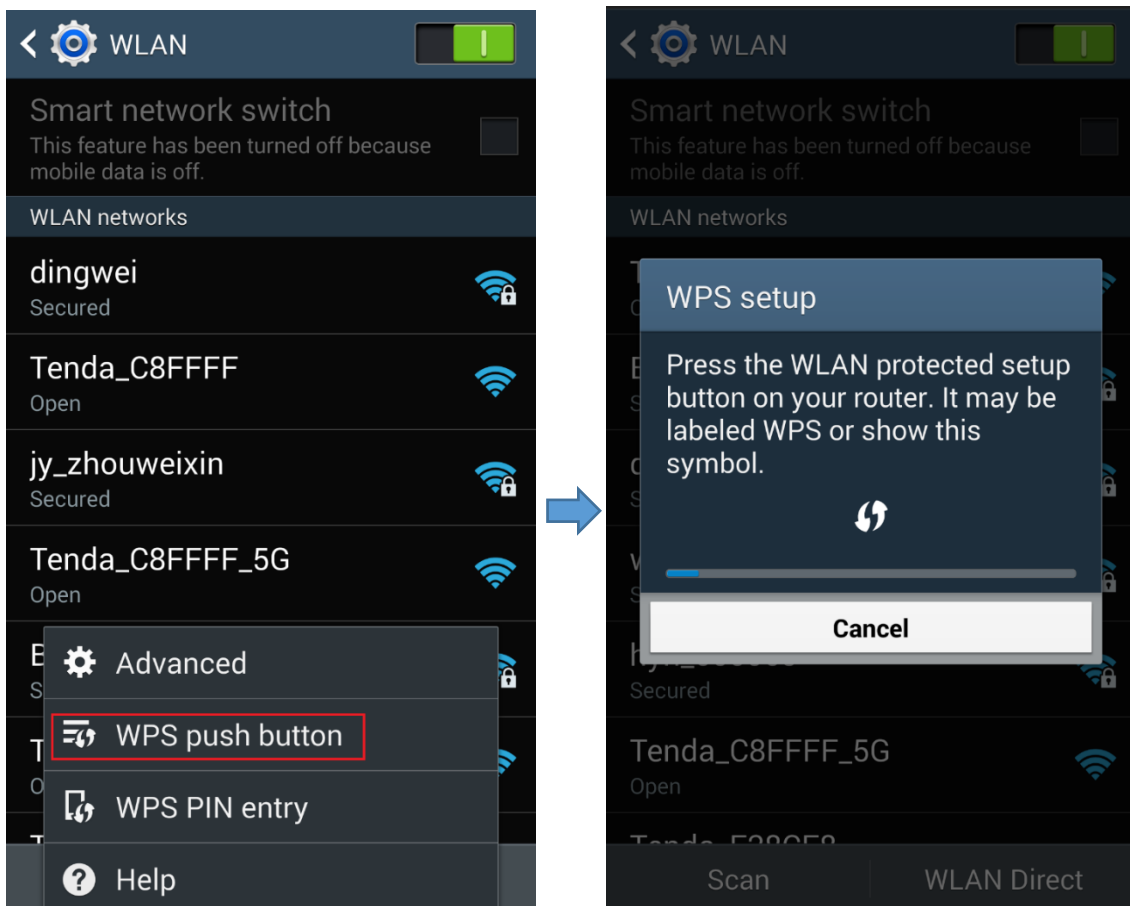 WLAN
Smart network switch
This feature has been turned off because
mobile data is off.
WLAN networks
dingwei
Secured
Tenda_C8FFFF
Open
jy_zhouweixin
Secured
Tenda_C8FFFF_5G
Open
Advanced
WPS push button
WPS PIN entry
Help
WLAN
Smart network switch
This feature has been turned off because
mobile data is off.
WLAN networks
WPS setup
Press the WLAN protected setup
button on your router. It may be
labeled WPS or show this
symbol.
Cancel
Secured
Tenda_C8FFFF_5G
Open
Scan
WLAN Direct